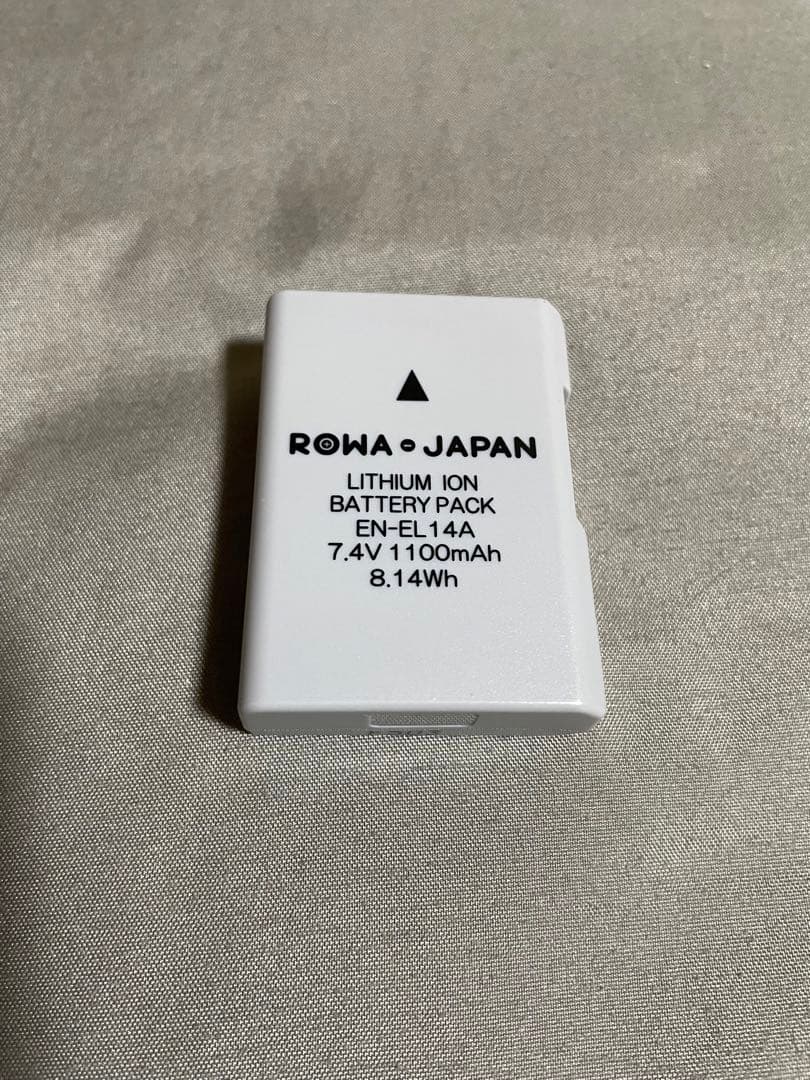 ROWA JAPAN
LITHIUM ION
BATTERY PACK
EN-EL14A
7.4V 1100mAh
8.14Wh